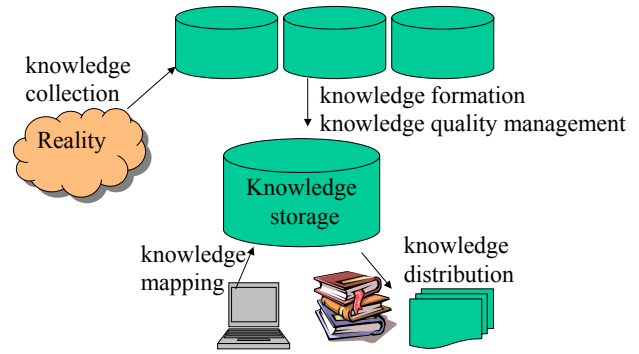 knowledge
collection
Reality
knowledge formation
knowledge quality management
Knowledge
storage
knowledge
mapping
knowledge
distribution